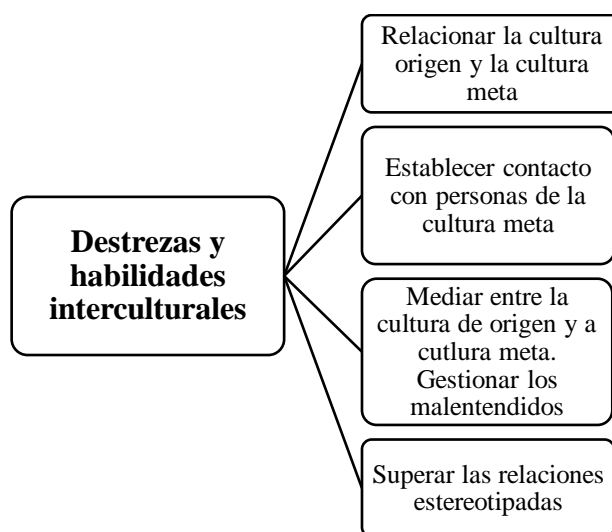 Relacionar la cultura
origen y la cultura
meta
Establecer contacto
con personas de la
cultura meta
Destrezas y
habilidades
interculturales
Mediar entre la
cultura de origen y a
cutlura meta.
Gestionar los
malentendidos
Superar las relaciones
estereotipadas